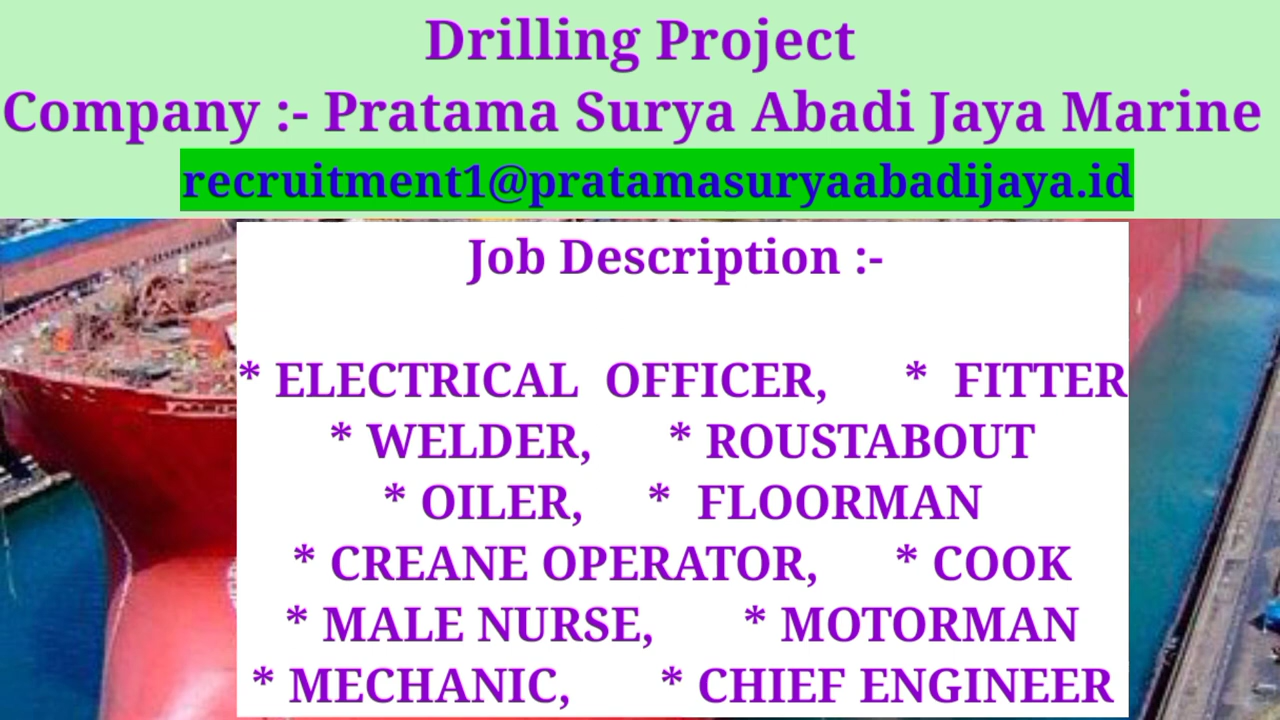 Drilling Project
Company :- Pratama Surya Abadi Jaya Marine
recruitment1@pratamasuryaabadijaya.id
Job Description :-
* ELECTRICAL OFFICER, * FITTER
* WELDER, * ROUSTABOUT
* OILER, * FLOORMAN
* CREANE OPERATOR, * COOK
* MALE NURSE, * MOTORMAN
* MECHANIC, * CHIEF ENGINEER